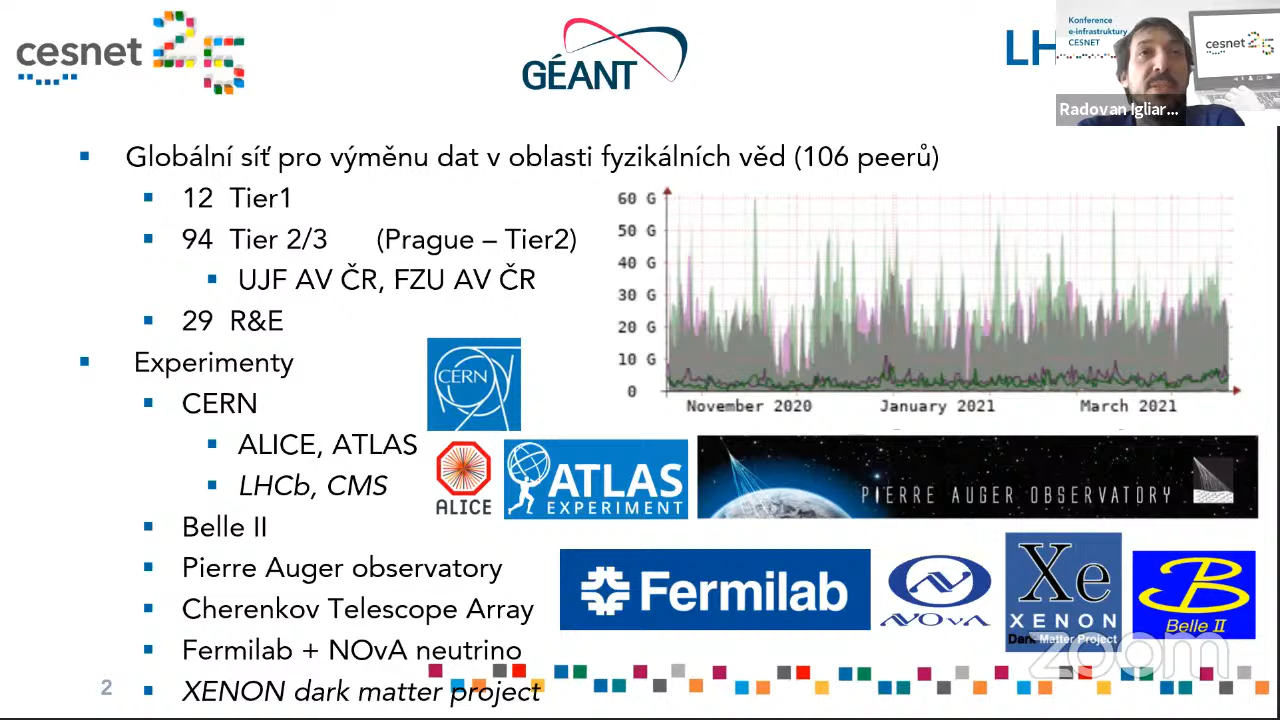 cesnet 25
GÉANT
LH
Konference
e-infrastruktury
CESNET
cesnet 25
Radovan Igliar...
Globální síť pro výměnu dat v oblasti fyzikálních věd (106 peerů)
12 Tier1
94 Tier 2/3 (Prague – Tier2)
UJF AV ČR, FZU AV ČR
29 R&E
60 G
50 G
40 G
30 G
20 G
10 G
0
November 2020 January 2021 March 2021
Experimenty
CERN
CERN
ALICE, ATLAS
LHCb, CMS
ALICE
ATLAS
EXPERIMENT
PIERRE AUGER OBSERVATORY
Belle II
Pierre Auger observatory
Cherenkov Telescope Array
Fermilab + NOvA neutrino
XENON dark matter project
Fermilab
NOvA
Xe
XENON
Dark Matter Project
B
Belle II
zoom
2